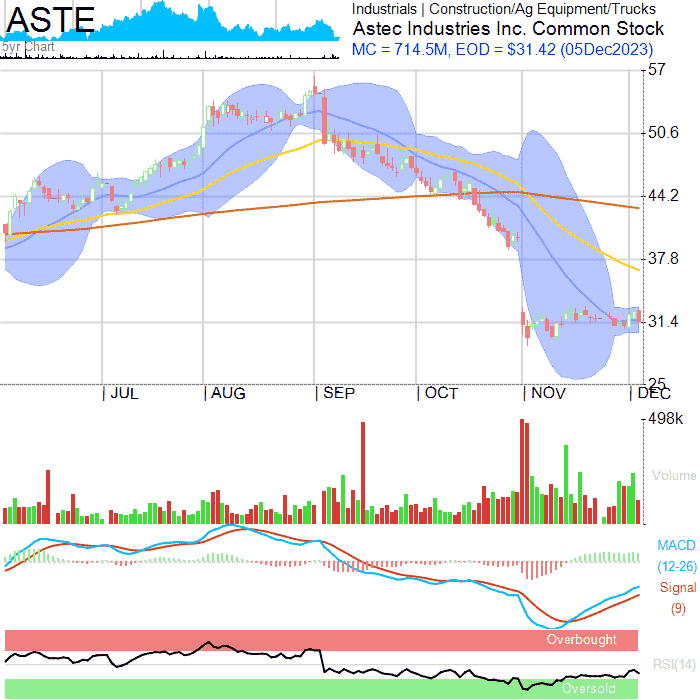 ASTE
5yr Chart
Industrials | Construction/Ag Equipment/Trucks
Astec Industries Inc. Common Stock
MC = 714.5M, EOD = $31.42 (05Dec2023)
57
50.6
44.2
37.8
31.4
25
JUL AUG SEP OCT NOV DEC
498k
Volume
MACD
(12-26)
Signal
(9)
Overbought
RSI(14)
Oversold